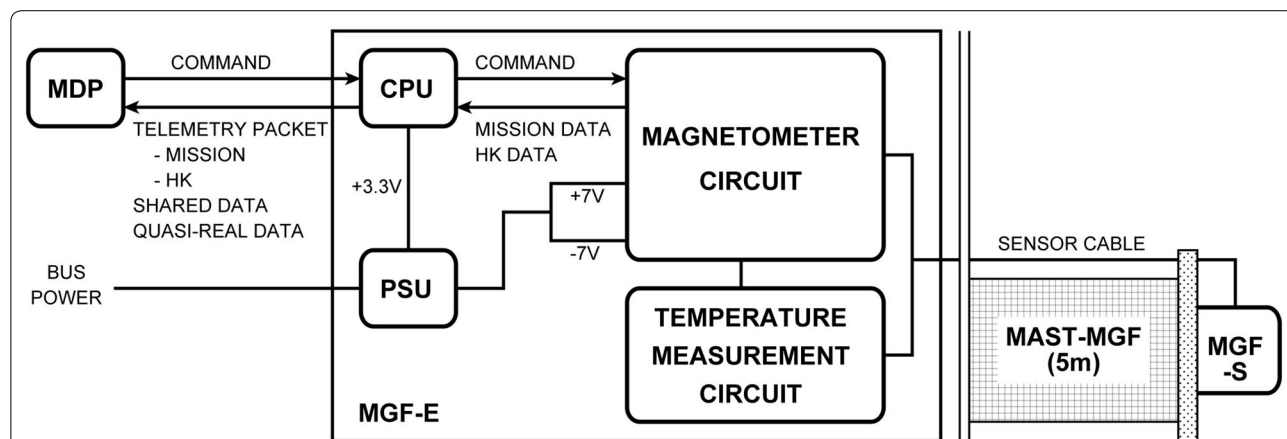 MDP
COMMAND
CPU
COMMAND
TELEMETRY PACKET
- MISSION
- HK
SHARED DATA
QUASI-REAL DATA
MISSION DATA
HK DATA
MAGNETOMETER
CIRCUIT
+3.3V
+7V
-7V
BUS
POWER
PSU
TEMPERATURE
MEASUREMENT
CIRCUIT
MGF-E
SENSOR CABLE
MAST-MGF
(5m)
MGF
-S